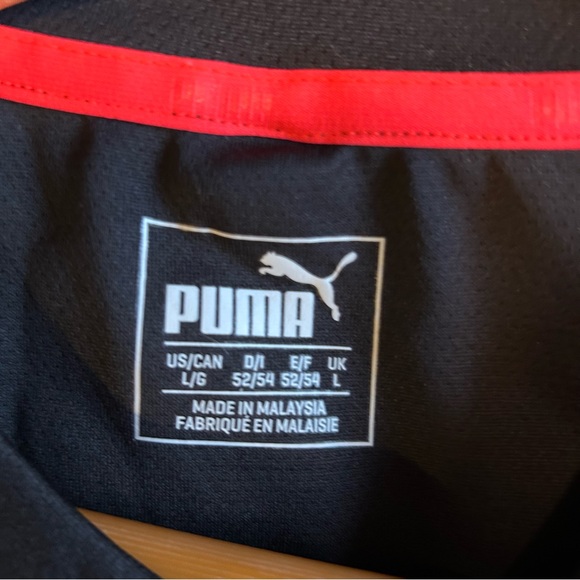 PUMA
US/CAN D/I E/F UK
L/G 52/54 52/54 L
MADE IN MALAYSIA
FABRIQUÉ EN MALAISIE